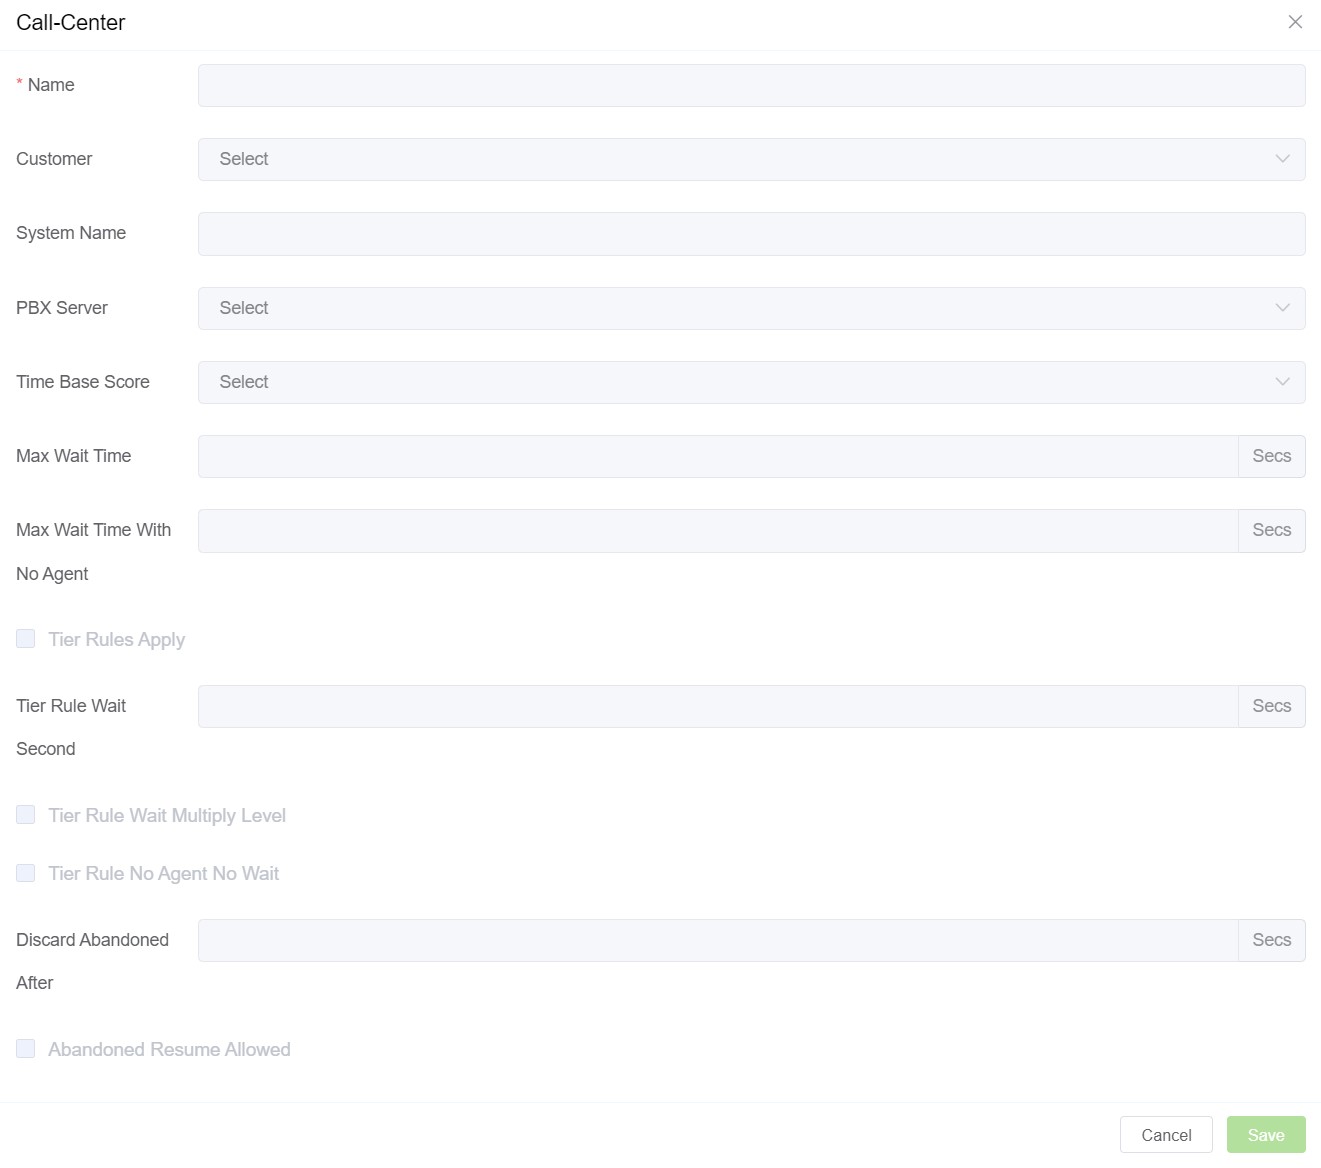 Call-Center
* Name
Customer
Select
System Name
PBX Server
Select
Time Base Score
Select
Max Wait Time
Secs
Max Wait Time With
No Agent
Secs
Tier Rules Apply
Tier Rule Wait
Second
Secs
Tier Rule Wait Multiply Level
Tier Rule No Agent No Wait
Discard Abandoned
After
Secs
Abandoned Resume Allowed
Cancel
Save